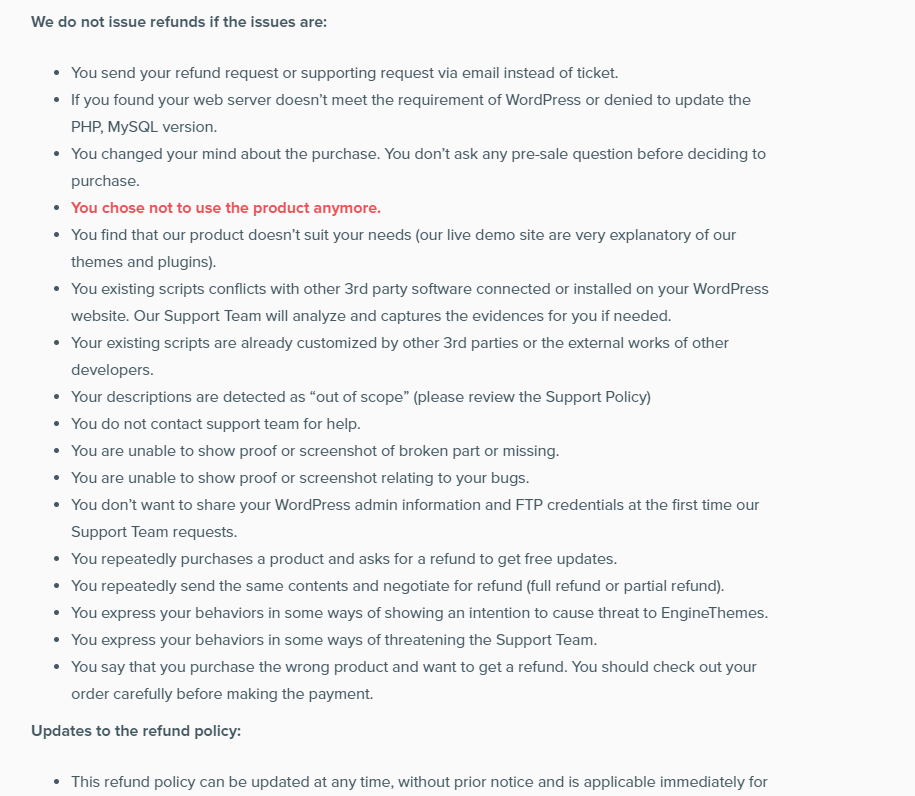 We do not issue refunds if the issues are:
• You send your refund request or supporting request via email instead of ticket.
• If you found your web server doesn’t meet the requirement of WordPress or denied to update the
PHP, MySQL version.
• You changed your mind about the purchase. You don’t ask any pre-sale question before deciding to
purchase.
• You chose not to use the product anymore.
• You find that our product doesn’t suit your needs (our live demo site are very explanatory of our
themes and plugins).
• You existing scripts conflicts with other 3rd party software connected or installed on your WordPress
website. Our Support Team will analyze and captures the evidences for you if needed.
• Your existing scripts are already customized by other 3rd parties or the external works of other
developers.
• Your descriptions are detected as “out of scope” (please review the Support Policy)
• You do not contact support team for help.
• You are unable to show proof or screenshot of broken part or missing.
• You are unable to show proof or screenshot relating to your bugs.
• You don’t want to share your WordPress admin information and FTP credentials at the first time our
Support Team requests.
• You repeatedly purchases a product and asks for a refund to get free updates.
• You repeatedly send the same contents and negotiate for refund (full refund or partial refund).
• You express your behaviors in some ways of showing an intention to cause threat to EngineThemes.
• You express your behaviors in some ways of threatening the Support Team.
• You say that you purchase the wrong product and want to get a refund. You should check out your
order carefully before making the payment.
Updates to the refund policy:
• This refund policy can be updated at any time, without prior notice and is applicable immediately for